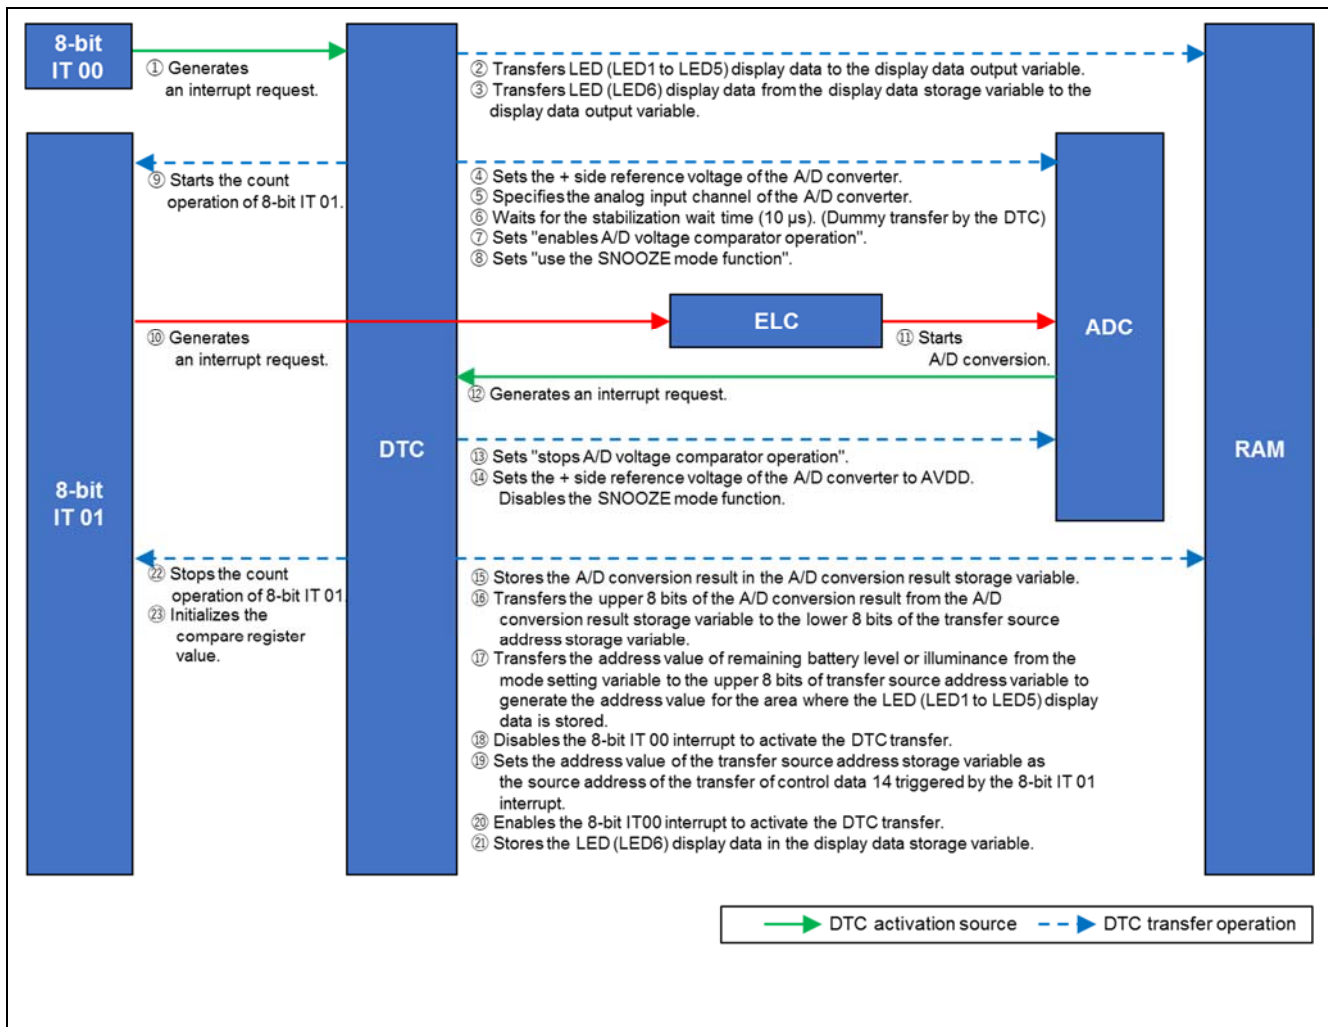 8-bit
IT 00
① Generates
an interrupt request.
② Transfers LED (LED1 to LED5) display data to the display data output variable.
③ Transfers LED (LED6) display data from the display data storage variable to the
display data output variable.
⑨ Starts the count
operation of 8-bit IT 01.
④ Sets the + side reference voltage of the A/D converter.
⑤ Specifies the analog input channel of the A/D converter.
⑥ Waits for the stabilization wait time (10 µs). (Dummy transfer by the DTC)
⑦ Sets "enables A/D voltage comparator operation".
⑧ Sets "use the SNOOZE mode function".
ELC
ADC
⑩ Generates
an interrupt request.
⑪ Starts
A/D conversion.
⑫ Generates an interrupt request.
DTC
RAM
8-bit
IT 01
⑬ Sets "stops A/D voltage comparator operation".
⑭ Sets the + side reference voltage of the A/D converter to AVDD.
Disables the SNOOZE mode function.
㉒ Stops the count
operation of 8-bit IT 01.
㉓ Initializes the
compare register
value.
⑮ Stores the A/D conversion result in the A/D conversion result storage variable.
⑯ Transfers the upper 8 bits of the A/D conversion result from the A/D
conversion result storage variable to the lower 8 bits of the transfer source
address storage variable.
⑰ Transfers the address value of remaining battery level or illuminance from the
mode setting variable to the upper 8 bits of transfer source address variable to
generate the address value for the area where the LED (LED1 to LED5) display
data is stored.
⑱ Disables the 8-bit IT 00 interrupt to activate the DTC transfer.
⑲ Sets the address value of the transfer source address storage variable as
the source address of the transfer of control data 14 triggered by the 8-bit IT 01
interrupt.
⑳ Enables the 8-bit IT00 interrupt to activate the DTC transfer.
㉑ Stores the LED (LED6) display data in the display data storage variable.
DTC activation source
DTC transfer operation